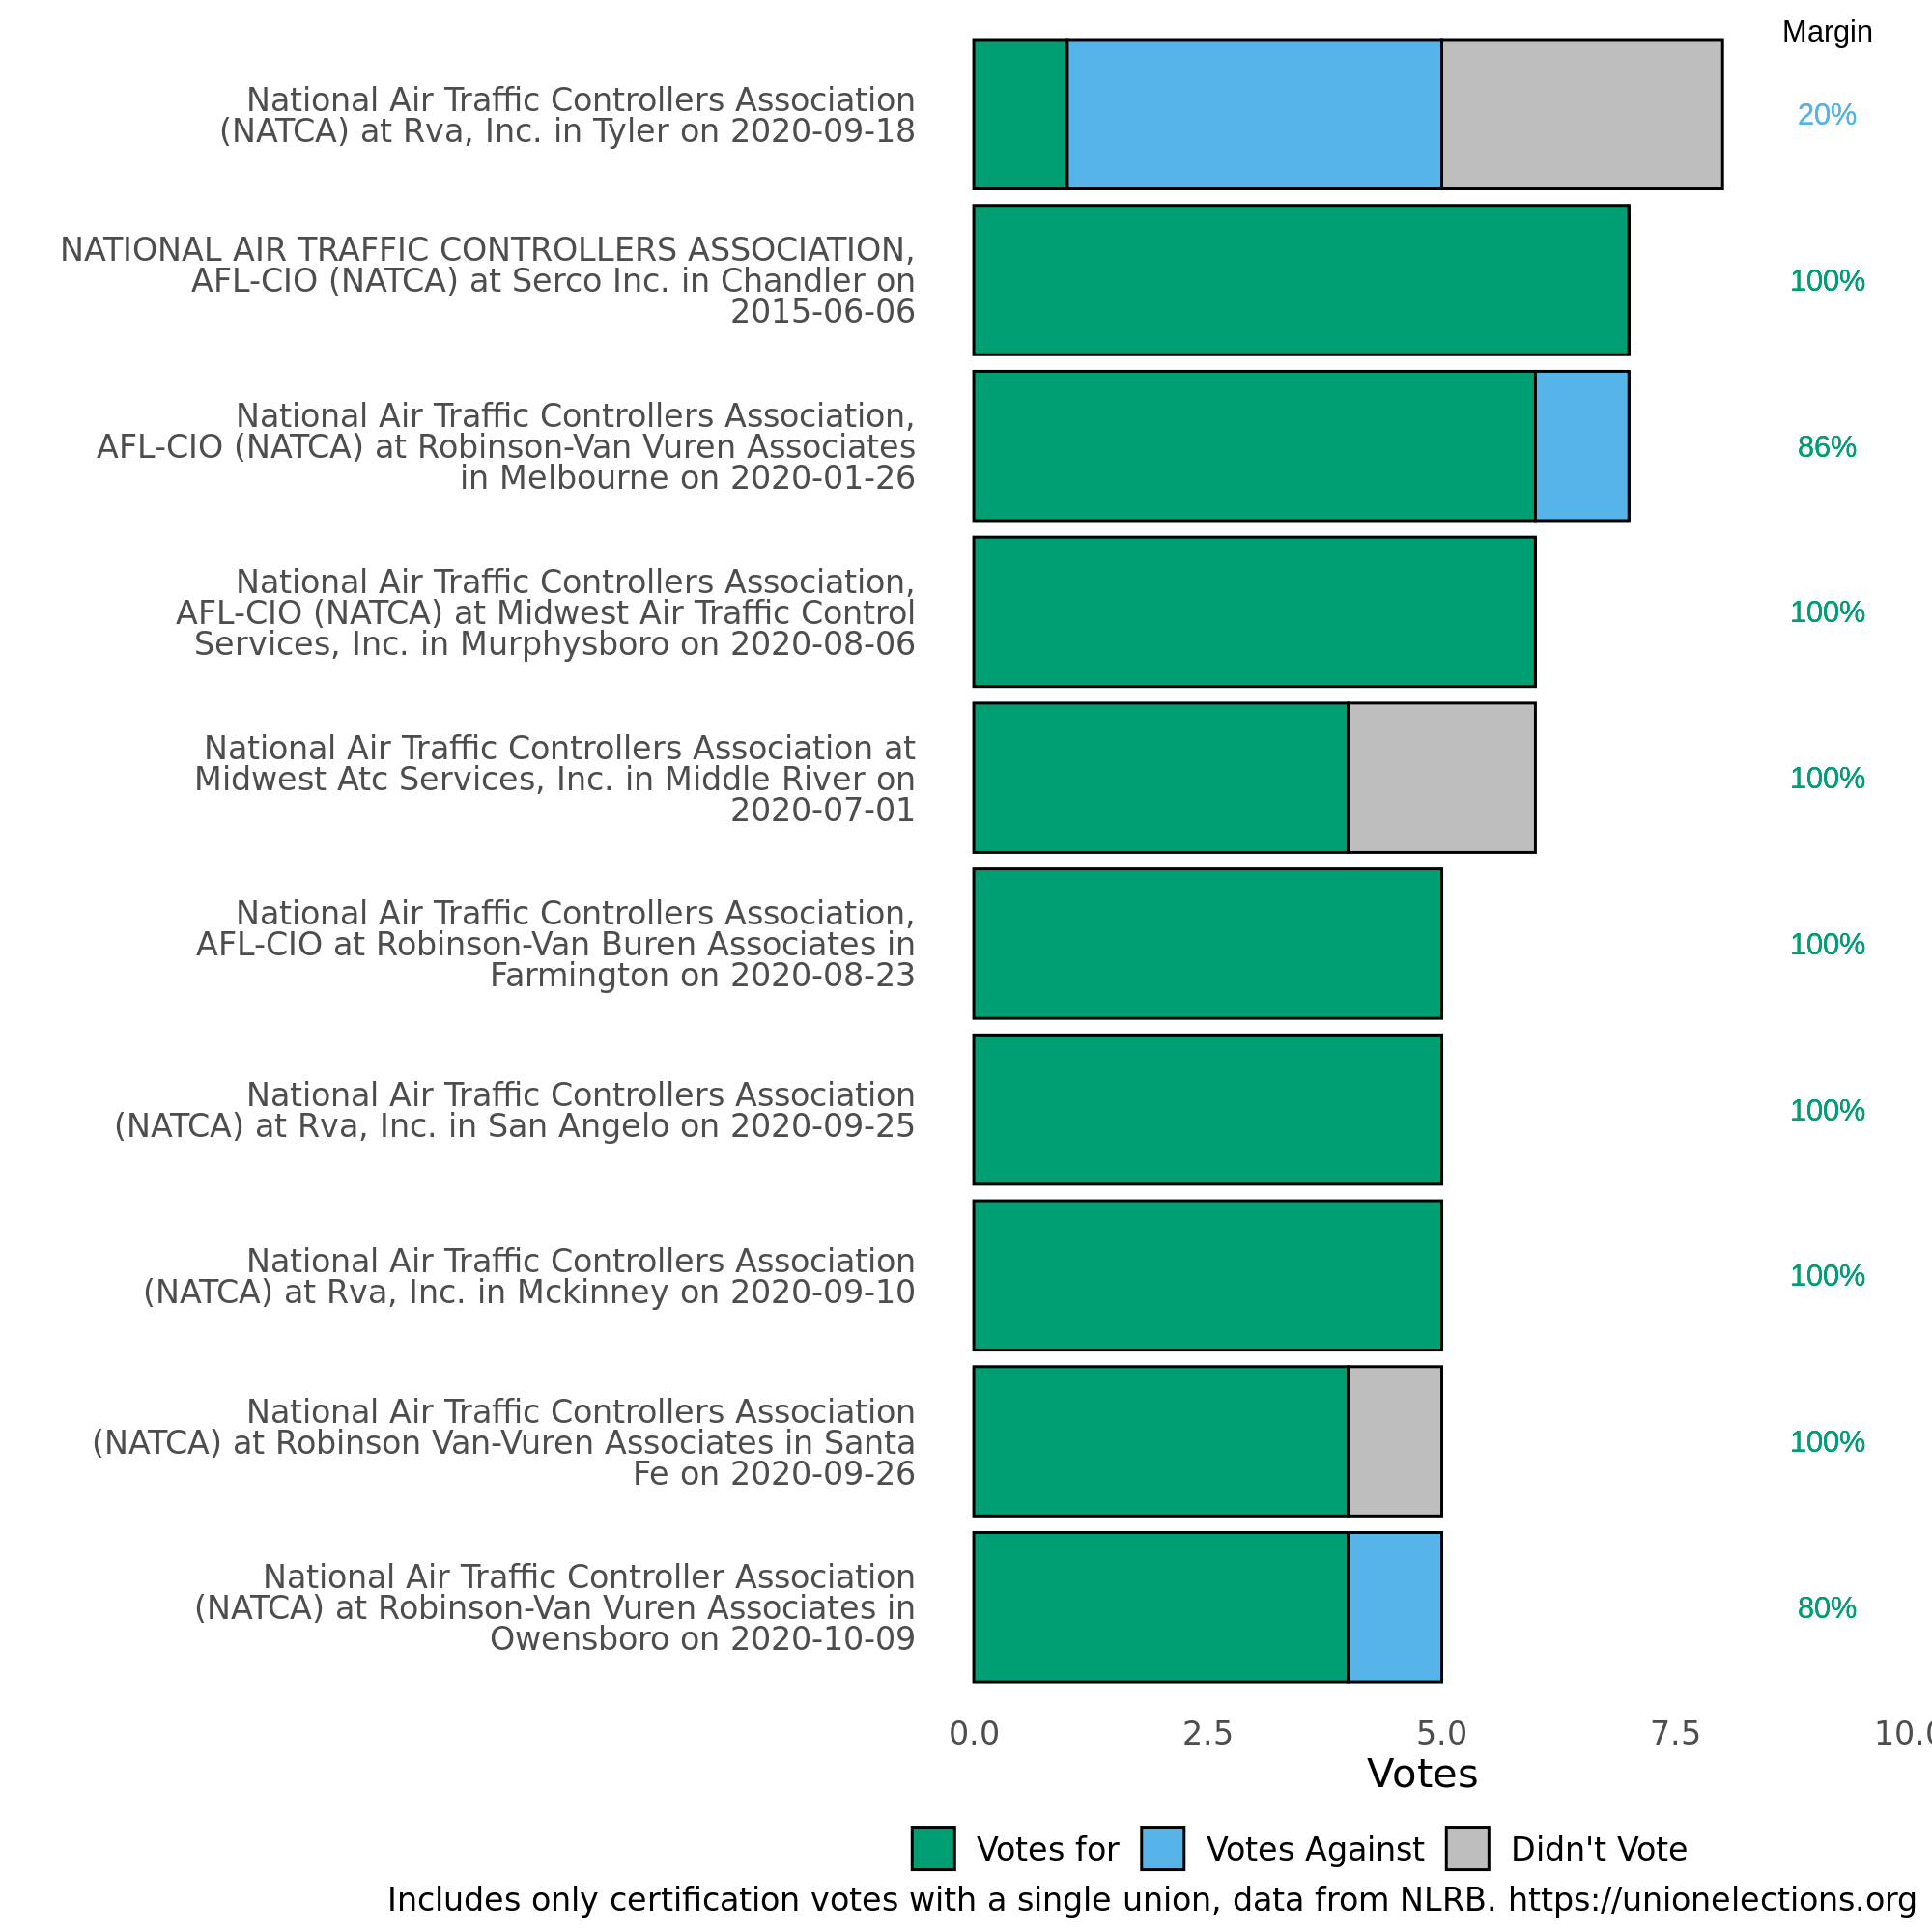 Margin
National Air Traffic Controllers Association
(NATCA) at Rva, Inc. in Tyler on 2020-09-18
20%
NATIONAL AIR TRAFFIC CONTROLLERS ASSOCIATION,
AFL-CIO (NATCA) at Serco Inc. in Chandler on
2015-06-06
100%
National Air Traffic Controllers Association,
AFL-CIO (NATCA) at Robinson-Van Vuren Associates
in Melbourne on 2020-01-26
86%
National Air Traffic Controllers Association,
AFL-CIO (NATCA) at Midwest Air Traffic Control
Services, Inc. in Murphysboro on 2020-08-06
100%
National Air Traffic Controllers Association at
Midwest Atc Services, Inc. in Middle River on
2020-07-01
100%
National Air Traffic Controllers Association,
AFL-CIO at Robinson-Van Buren Associates in
Farmington on 2020-08-23
100%
National Air Traffic Controllers Association
(NATCA) at Rva, Inc. in San Angelo on 2020-09-25
100%
National Air Traffic Controllers Association
(NATCA) at Rva, Inc. in Mckinney on 2020-09-10
100%
National Air Traffic Controllers Association
(NATCA) at Robinson Van-Vuren Associates in Santa
Fe on 2020-09-26
100%
National Air Traffic Controller Association
(NATCA) at Robinson-Van Vuren Associates in
Owensboro on 2020-10-09
80%
0.0 2.5 5.0 7.5 10.0
Votes
Votes for Votes Against Didn't Vote
Includes only certification votes with a single union, data from NLRB. https://unionelections.org